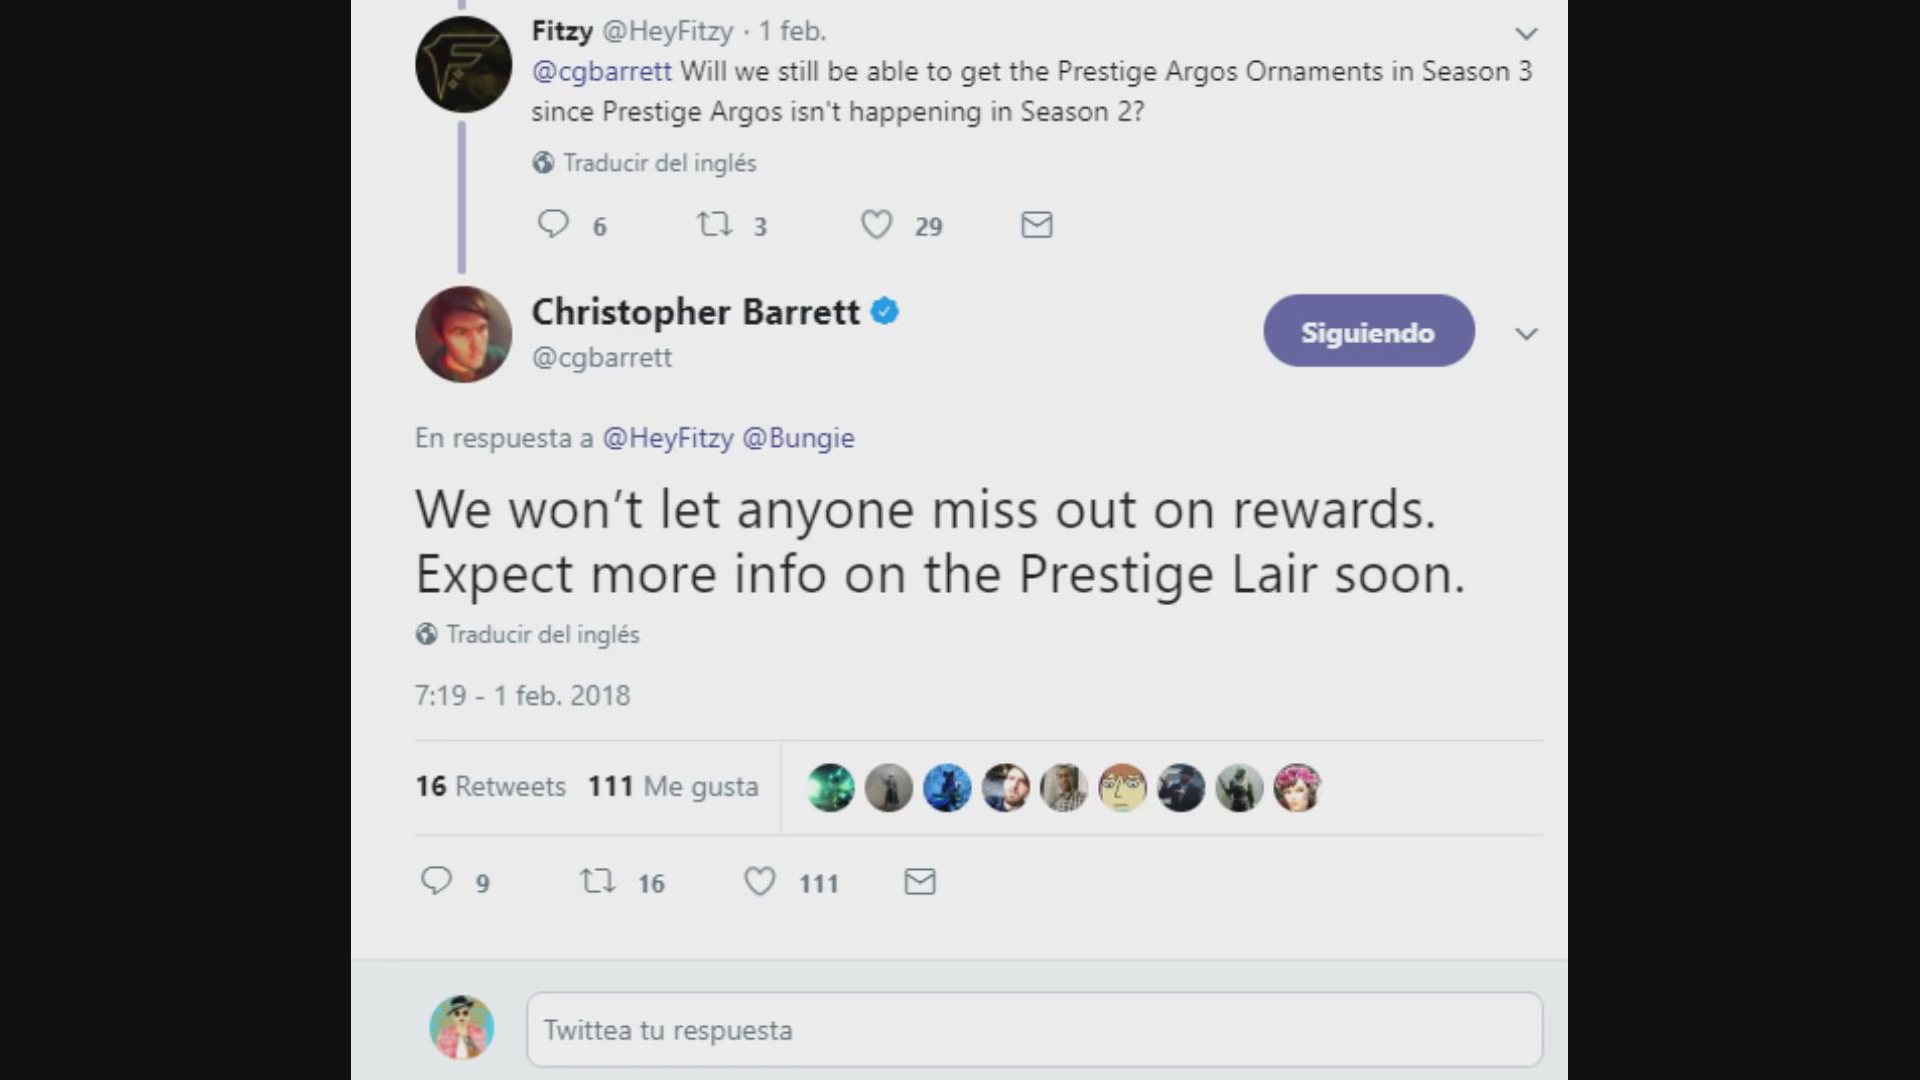 Fitzy @HeyFitzy · 1 feb.
@cgbarrett Will we still be able to get the Prestige Argos Ornaments in Season 3
since Prestige Argos isn't happening in Season 2?
Traducir del inglés
6 3 29
Christopher Barrett
Siguiendo
@cgbarrett
En respuesta a @HeyFitzy @Bungie
We won’t let anyone miss out on rewards.
Expect more info on the Prestige Lair soon.
Traducir del inglés
7:19 - 1 feb. 2018
16 Retweets 111 Me gusta
9 16 111
Twittea tu respuesta